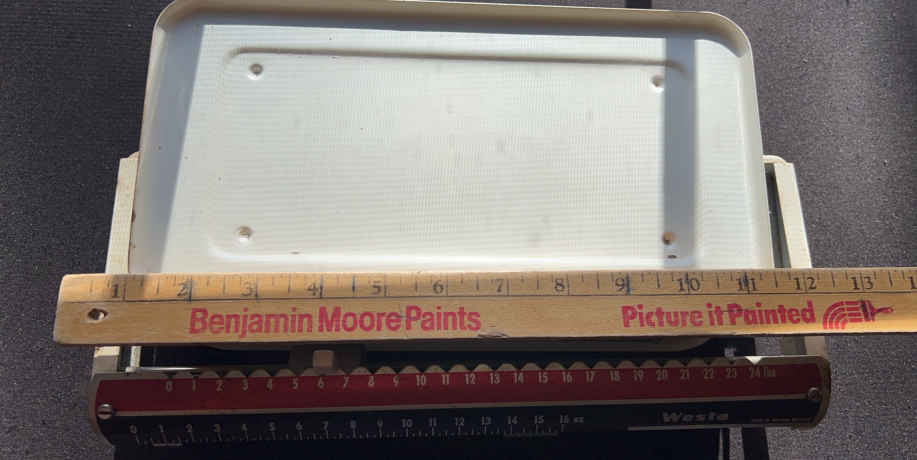 1 2 3 4 5 6 7 8 9 10 11 12 13
Benjamin Moore Paints Picture it Painted
0 1 2 3 4 5 6 7 8 9 10 11 12 13 14 15 16 17 18 19 20 21 22 23 24 lbs
0 1 2 3 4 5 6 7 8 9 10 11 12 13 14 15 16 oz Westa